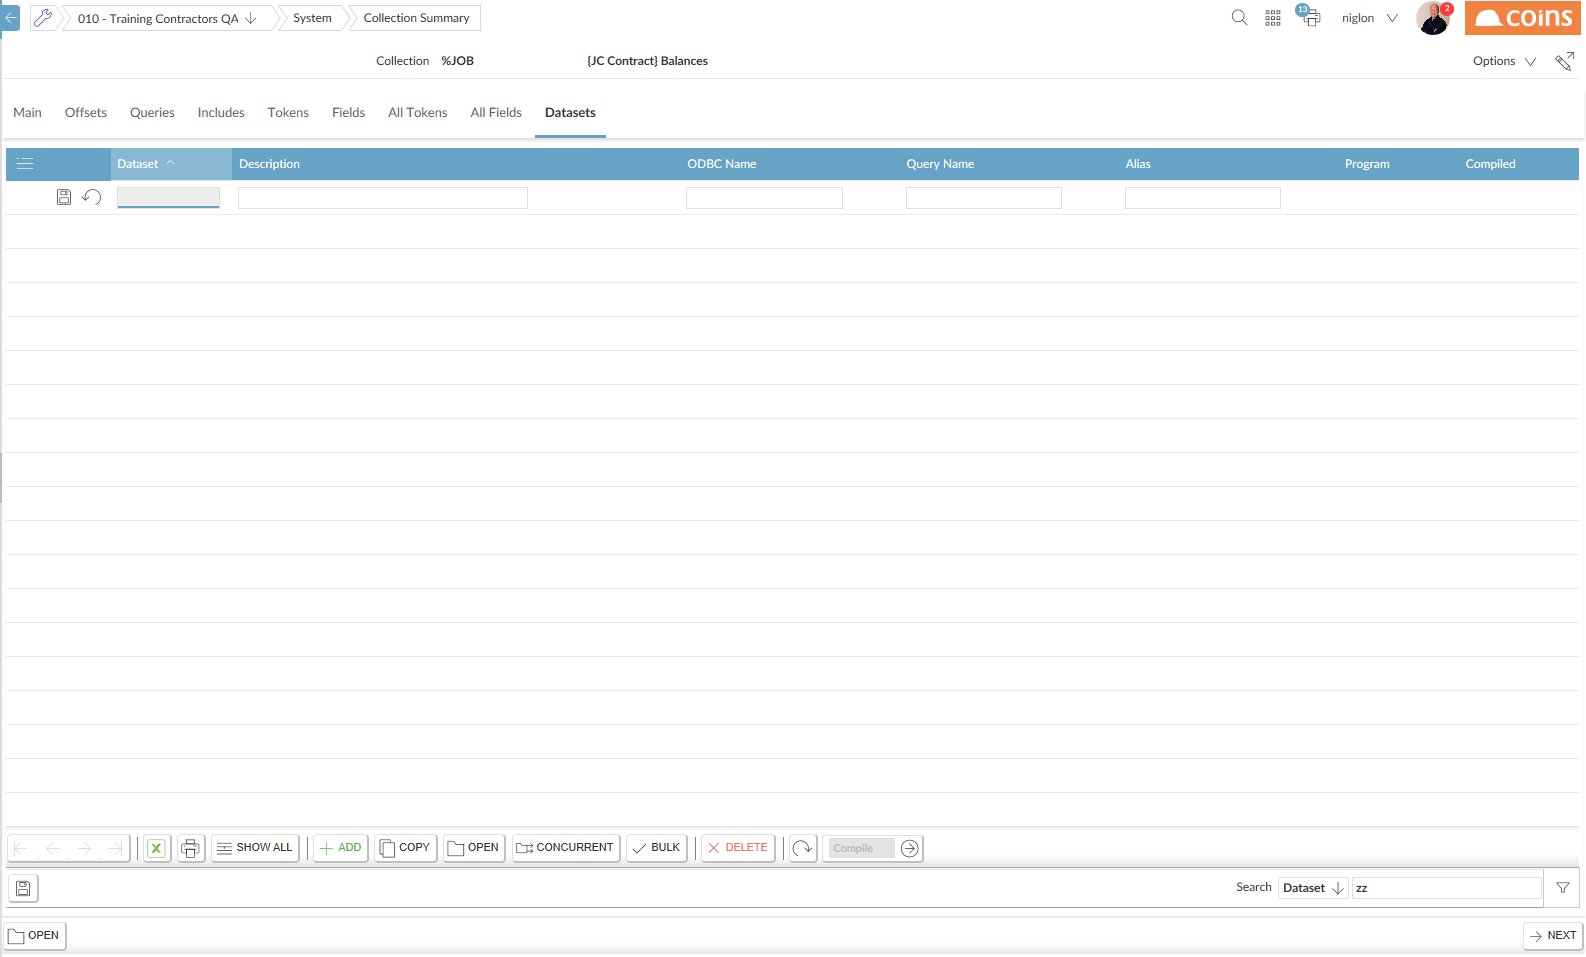 010 - Training Contractors QA
System
Collection Summary
13
niglon
2
coins
Collection %JOB {JC Contract} Balances
Options
Main Offsets Queries Includes Tokens Fields All Tokens All Fields Datasets
Dataset Description ODBC Name Query Name Alias Program Compiled
SHOW ALL ADD COPY OPEN CONCURRENT BULK DELETE Compile
Search Dataset zz
OPEN
NEXT